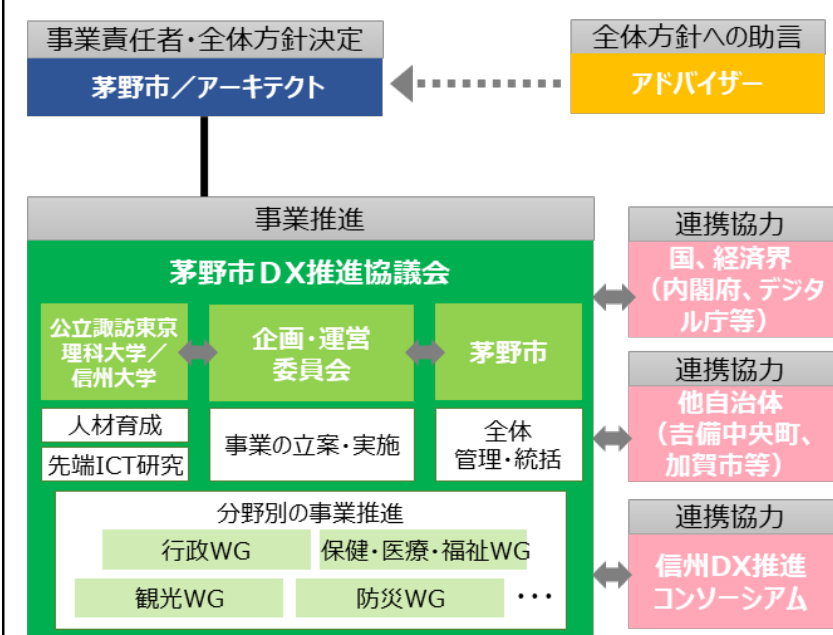 事業責任者・全体方針決定
茅野市／アーキテクト
全体方針への助言
アドバイザー
事業推進
茅野市DX推進協議会
公立諏訪東京
理科大学／
信州大学
企画・運営
委員会
茅野市
人材育成
先端ICT研究
事業の立案・実施
全体
管理・統括
分野別の事業推進
行政WG
保健・医療・福祉WG
観光WG
防災WG
・・・
連携協力
国、経済界
（内閣府、デジタ
ル庁等）
連携協力
他自治体
（吉備中央町、
加賀市等）
連携協力
信州DX推進
コンソーシアム